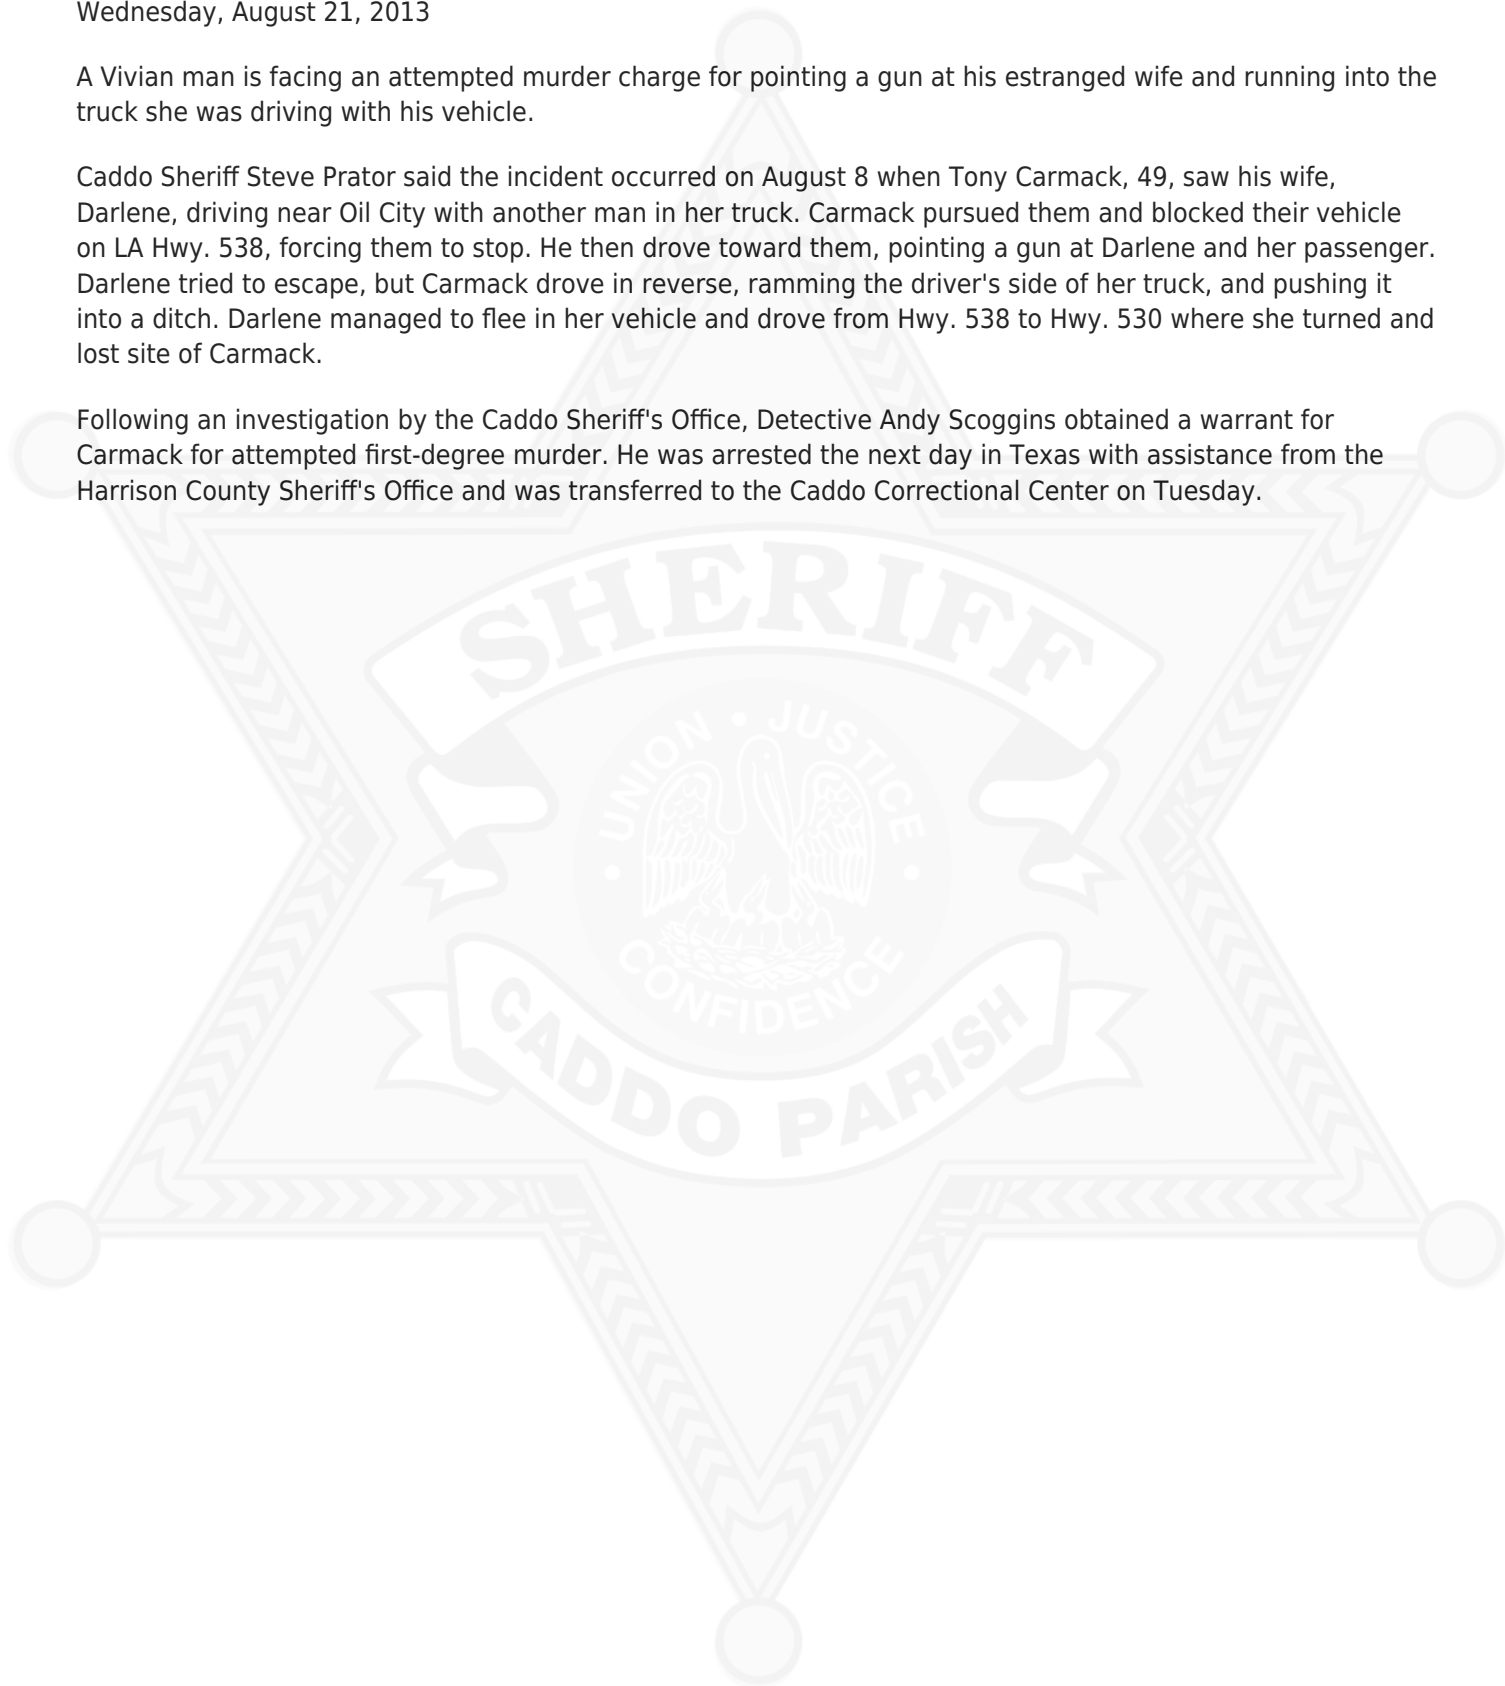 Wednesday, August 21, 2013
A Vivian man is facing an attempted murder charge for pointing a gun at his estranged wife and running into the
truck she was driving with his vehicle.
Caddo Sheriff Steve Prator said the incident occurred on August 8 when Tony Carmack, 49, saw his wife,
Darlene, driving near Oil City with another man in her truck. Carmack pursued them and blocked their vehicle
on LA Hwy. 538, forcing them to stop. He then drove toward them, pointing a gun at Darlene and her passenger.
Darlene tried to escape, but Carmack drove in reverse, ramming the driver's side of her truck, and pushing it
into a ditch. Darlene managed to flee in her vehicle and drove from Hwy. 538 to Hwy. 530 where she turned and
lost site of Carmack.
Following an investigation by the Caddo Sheriff's Office, Detective Andy Scoggins obtained a warrant for
Carmack for attempted first-degree murder. He was arrested the next day in Texas with assistance from the
Harrison County Sheriff's Office and was transferred to the Caddo Correctional Center on Tuesday.
SHERIFF
UNION • JUSTICE
• CONFIDENCE •
CADDO PARISH